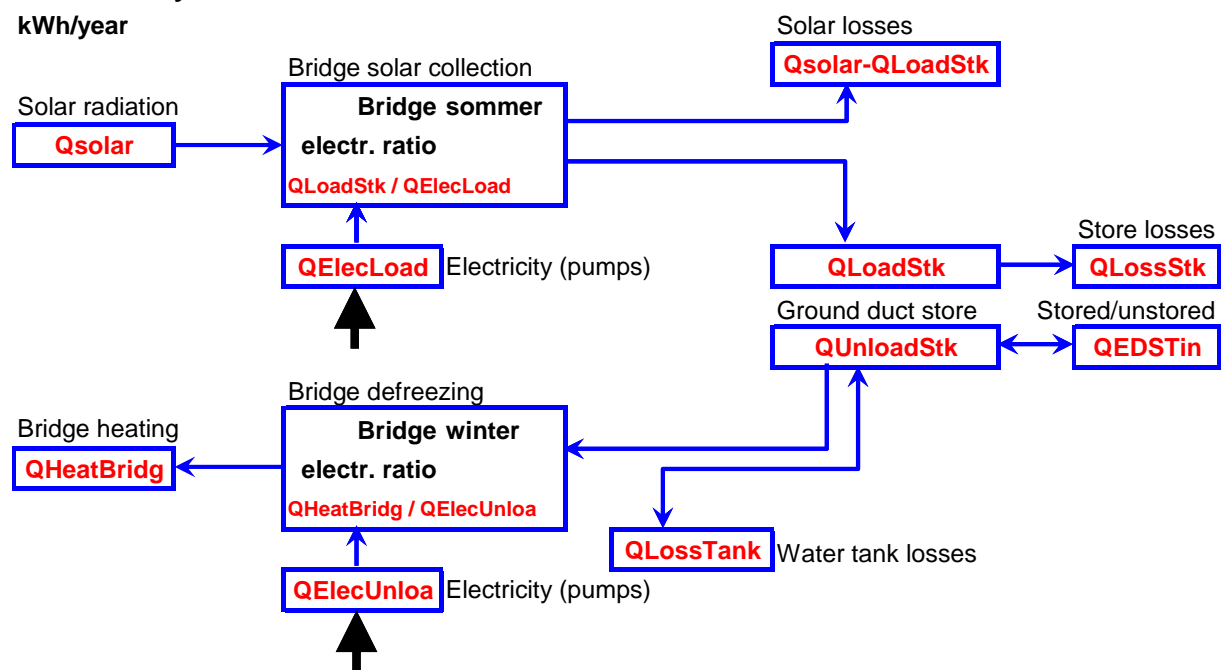 kWh/year
Solar losses
Qsolar-QLoadStk
Bridge solar collection
Bridge sommer
electr. ratio
QLoadStk / QElecLoad
Solar radiation
Qsolar
QElecLoad Electricity (pumps)
Store losses
QLoadStk
QLossStk
Ground duct store
Stored/unstored
QUnloadStk
QEDSTin
Bridge defreezing
Bridge winter
electr. ratio
QHeatBridg / QElecUnloa
Bridge heating
QHeatBridg
QLossTank Water tank losses
QElecUnloa Electricity (pumps)